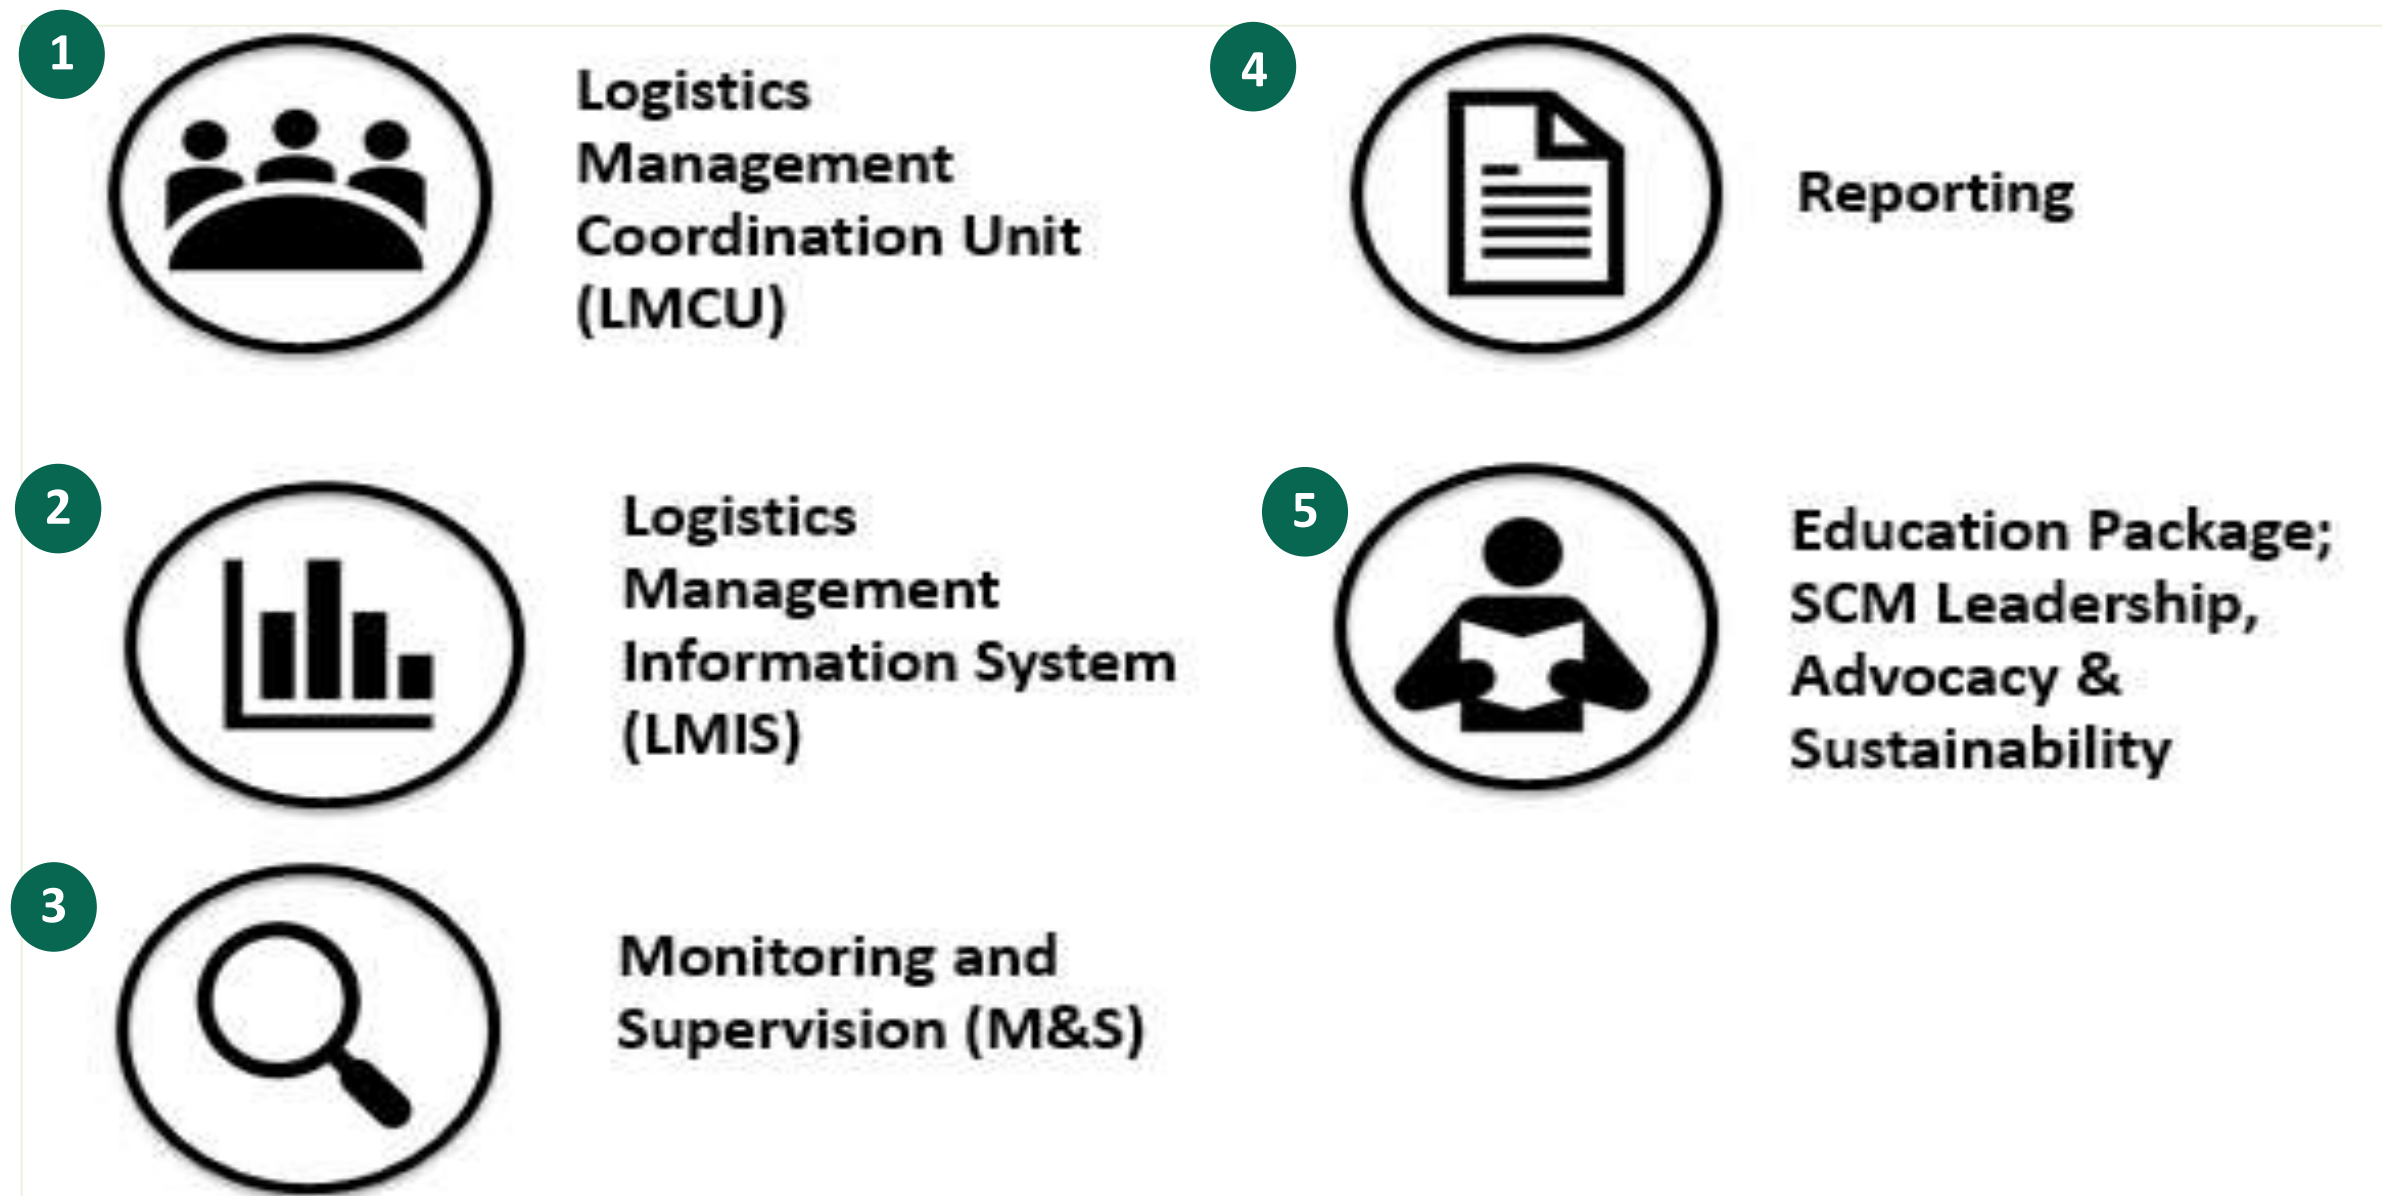 1
Logistics
Management
Coordination Unit
(LMCU)
2
Logistics
Management
Information System
(LMIS)
3
Monitoring and
Supervision (M&S)
4
Reporting
5
Education Package;
SCM Leadership,
Advocacy &
Sustainability